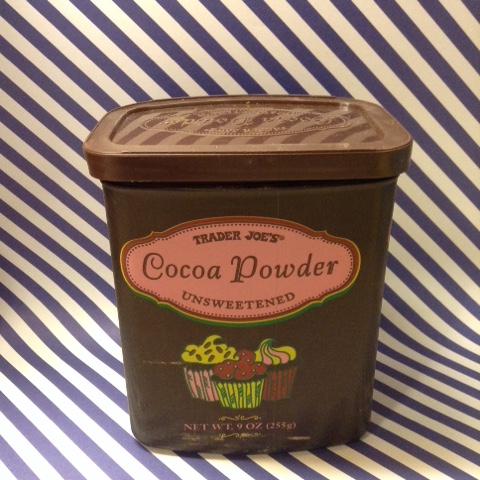 TRADER JOE'S®
Cocoa Powder
UNSWEETENED
NET WT. 9 OZ (255g)